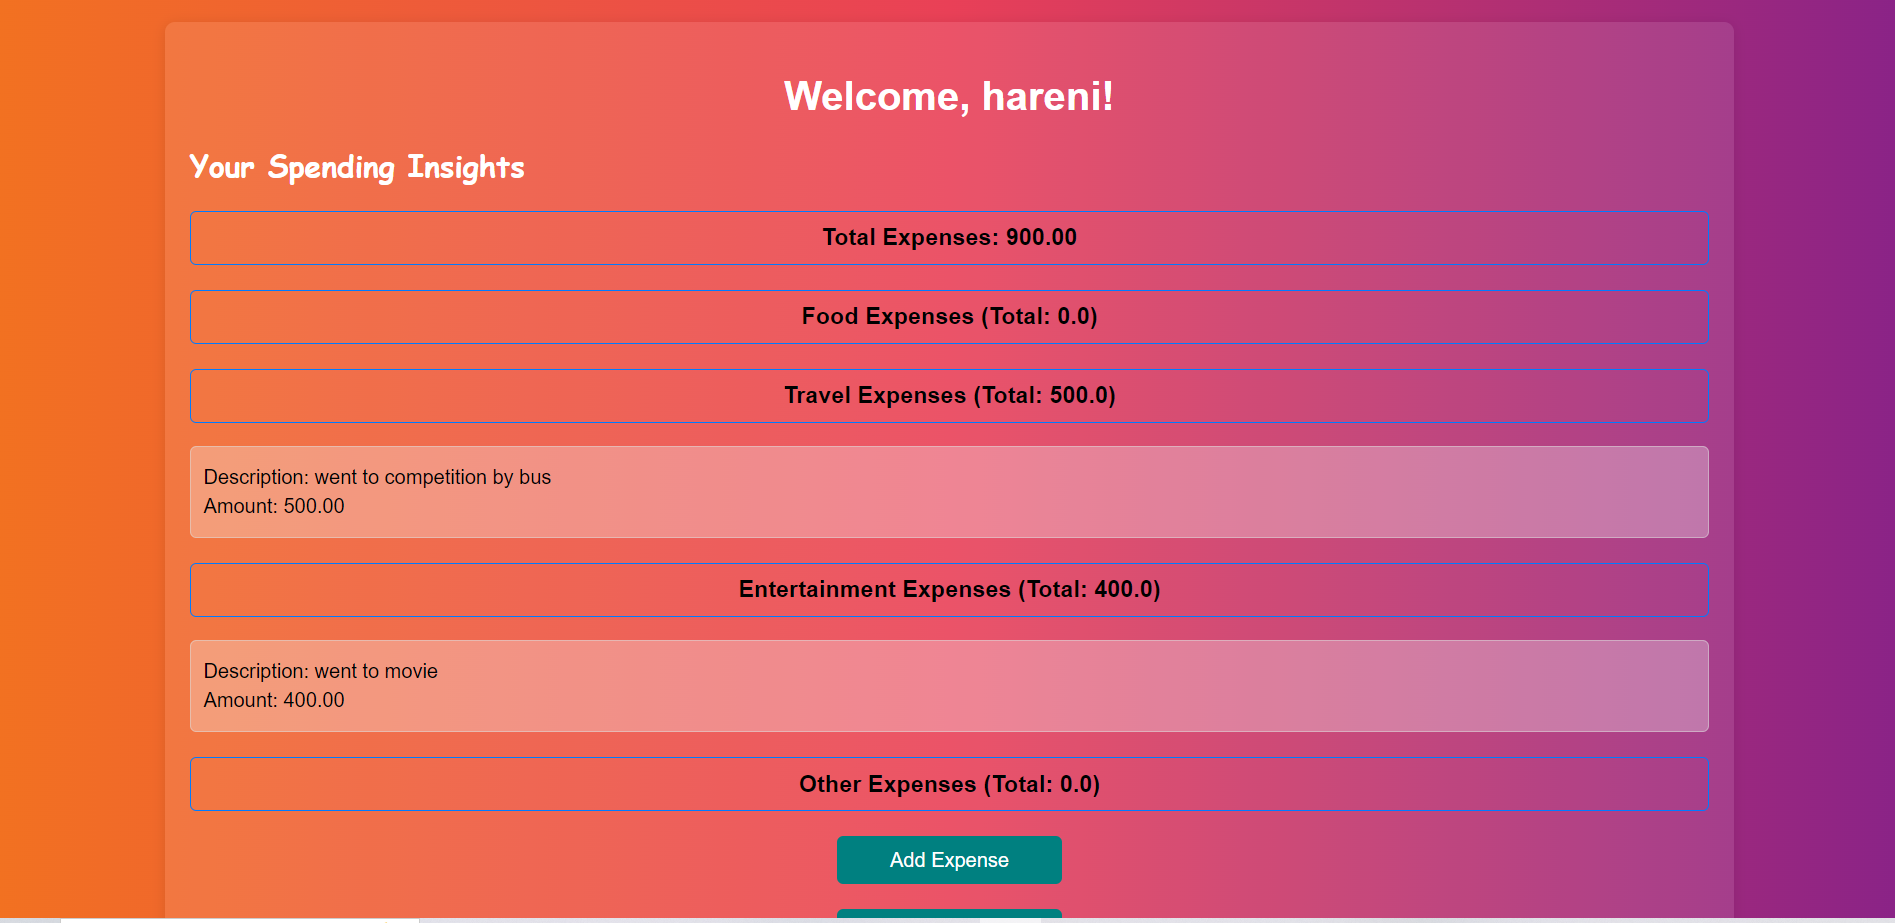 Welcome, hareni!
Your Spending Insights
Total Expenses: 900.00
Food Expenses (Total: 0.0)
Travel Expenses (Total: 500.0)
Description: went to competition by bus
Amount: 500.00
Entertainment Expenses (Total: 400.0)
Description: went to movie
Amount: 400.00
Other Expenses (Total: 0.0)
Add Expense